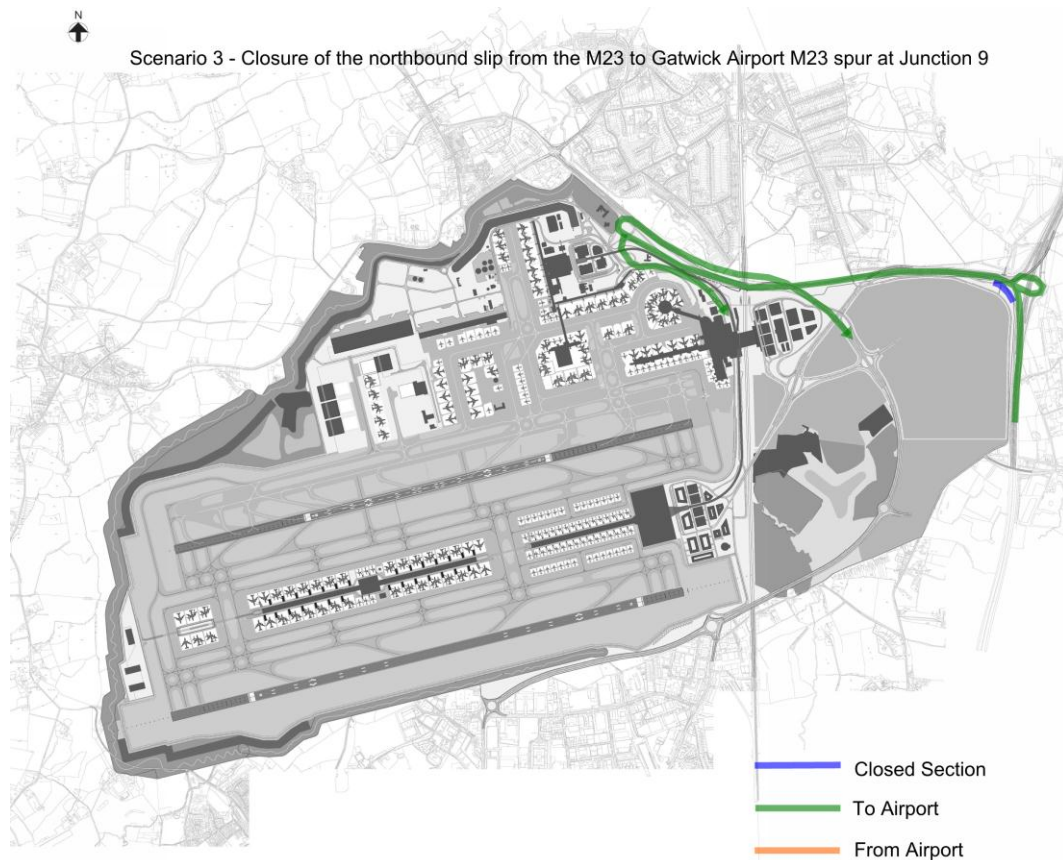 N
Scenario 3 - Closure of the northbound slip from the M23 to Gatwick Airport M23 spur at Junction 9
Closed Section
To Airport
From Airport